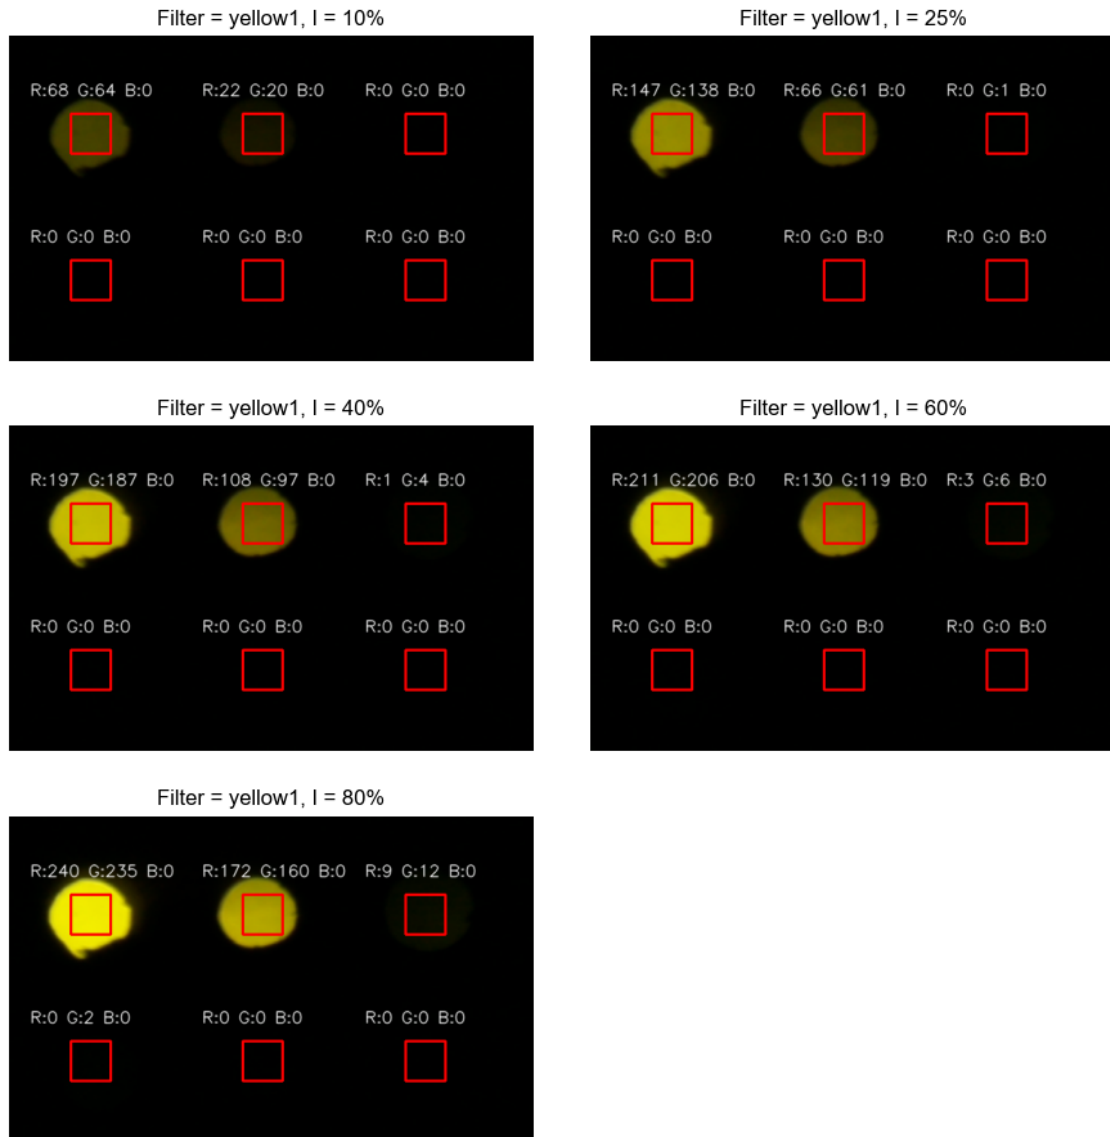 Filter = yellow1, I = 10%
R:68 G:64 B:0 R:22 G:20 B:0 R:0 G:0 B:0
R:0 G:0 B:0 R:0 G:0 B:0 R:0 G:0 B:0
Filter = yellow1, I = 25%
R:147 G:138 B:0 R:66 G:61 B:0 R:0 G:1 B:0
R:0 G:0 B:0 R:0 G:0 B:0 R:0 G:0 B:0
Filter = yellow1, I = 40%
R:197 G:187 B:0 R:108 G:97 B:0 R:1 G:4 B:0
R:0 G:0 B:0 R:0 G:0 B:0 R:0 G:0 B:0
Filter = yellow1, I = 60%
R:211 G:206 B:0 R:130 G:119 B:0 R:3 G:6 B:0
R:0 G:0 B:0 R:0 G:0 B:0 R:0 G:0 B:0
Filter = yellow1, I = 80%
R:240 G:235 B:0 R:172 G:160 B:0 R:9 G:12 B:0
R:0 G:2 B:0 R:0 G:0 B:0 R:0 G:0 B:0